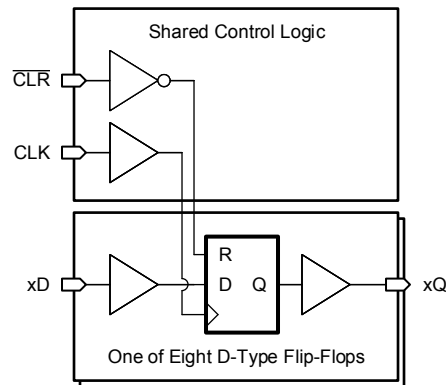 Shared Control Logic
CLR
CLK
R
xD
D Q
xQ
One of Eight D-Type Flip-Flops